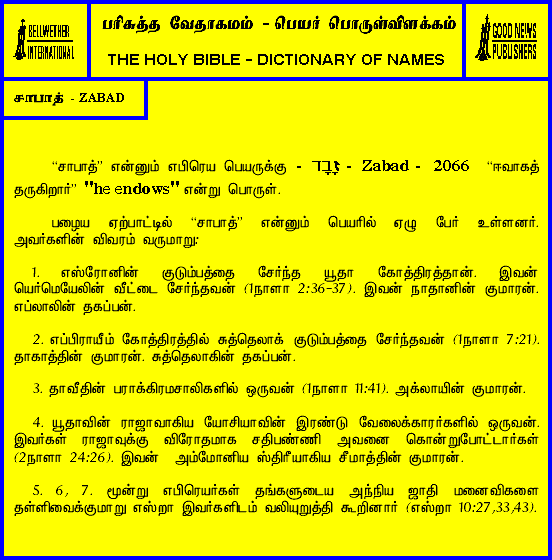 BELLWETHER
INTERNATIONAL
பரிசுத்த வேதாகமம் - பெயர் பொருள்விளக்கம்
THE HOLY BIBLE - DICTIONARY OF NAMES
GOOD NEWS
PUBLISHERS
சாபாத் - ZABAD
“சாபாத்” என்னும் எபிரெய பெயருக்கு - זָבָד - Zabad - 2066 “ஈவாகத்
தருகிறார்” "he endows" என்று பொருள்.
பழைய ஏற்பாட்டில் “சாபாத்” என்னும் பெயரில் ஏழு பேர் உள்ளனர்.
அவர்களின் விவரம் வருமாறு:
1. எஸ்ரோனின் குடும்பத்தை சேர்ந்த யூதா கோத்திரத்தான். இவன்
யெர்மெயேலின் வீட்டை சேர்ந்தவன் (1நாளா 2:36-37). இவன் நாதானின் குமாரன்.
எப்லாலின் தகப்பன்.
2. எப்பிராயீம் கோத்திரத்தில் சுத்தெலாக் குடும்பத்தை சேர்ந்தவன் (1நாளா 7:21).
தாகாத்தின் குமாரன். சுத்தெலாகின் தகப்பன்.
3. தாவீதின் பராக்கிரமசாலிகளில் ஒருவன் (1நாளா 11:41). அக்லாயின் குமாரன்.
4. யூதாவின் ராஜாவாகிய யோசியாவின் இரண்டு வேலைக்காரர்களில் ஒருவன்.
இவர்கள் ராஜாவுக்கு விரோதமாக சதிபண்ணி அவனை கொன்றுபோட்டார்கள்
(2நாளா 24:26). இவன் அம்மோனிய ஸ்திரீயாகிய சீமாத்தின் குமாரன்.
5. 6, 7. மூன்று எபிரெயர்கள் தங்களுடைய அந்நிய ஜாதி மனைவிகளை
தள்ளிவைக்குமாறு எஸ்றா இவர்களிடம் வலியுறுத்தி கூறினார் (எஸ்றா 10:27,33,43).